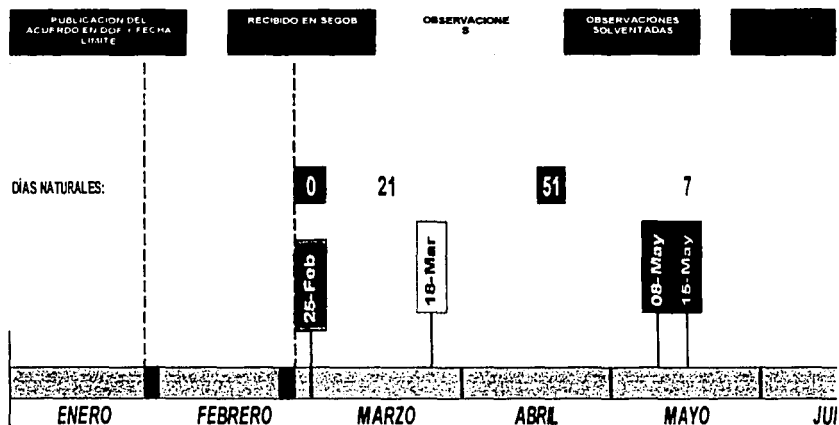 PUBLICACION DEL
ACUERDO EN DOF Y FECHA
LIMITE
RECIBIDO EN SEGOB
OBSERVACIONE
S
OBSERVACIONES
SOLVENTADAS
DÍAS NATURALES:
0
21
51
7
25-Feb
18-Mar
08-May
15-May
ENERO
FEBRERO
MARZO
ABRIL
MAYO
JU